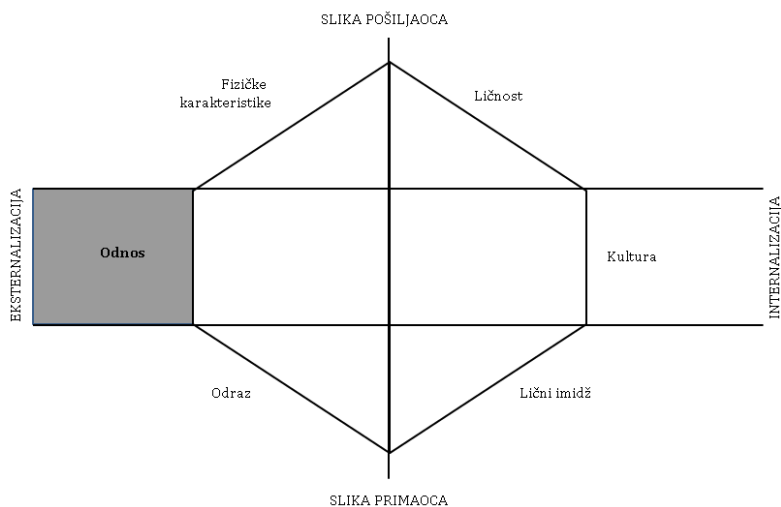 SLIKA POŠILJAOCA
Fizičke
karakteristike
Ličnost
EKSTERNALIZACIJA
Odnos
Kultura
INTERNALIZACIJA
Odraz
Lični imidž
SLIKA PRIMAOCA